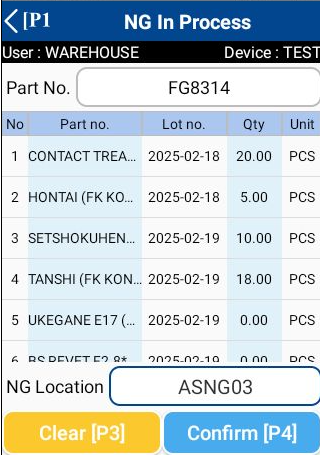 [P1 NG In Process
User : WAREHOUSE Device : TEST
Part No. FG8314
No Part no. Lot no. Qty Unit
1 CONTACT TREA... 2025-02-18 20.00 PCS
2 HONTAI (FK KO... 2025-02-18 5.00 PCS
3 SETSHOKUHEN... 2025-02-19 10.00 PCS
4 TANSHI (FK KON... 2025-02-19 18.00 PCS
5 UKEGANE E17 (... 2025-02-19 0.00 PCS
6 BS REVET F2.8* 2025-02-19 0.00 PCS
NG Location ASNG03
Clear [P3] Confirm [P4]